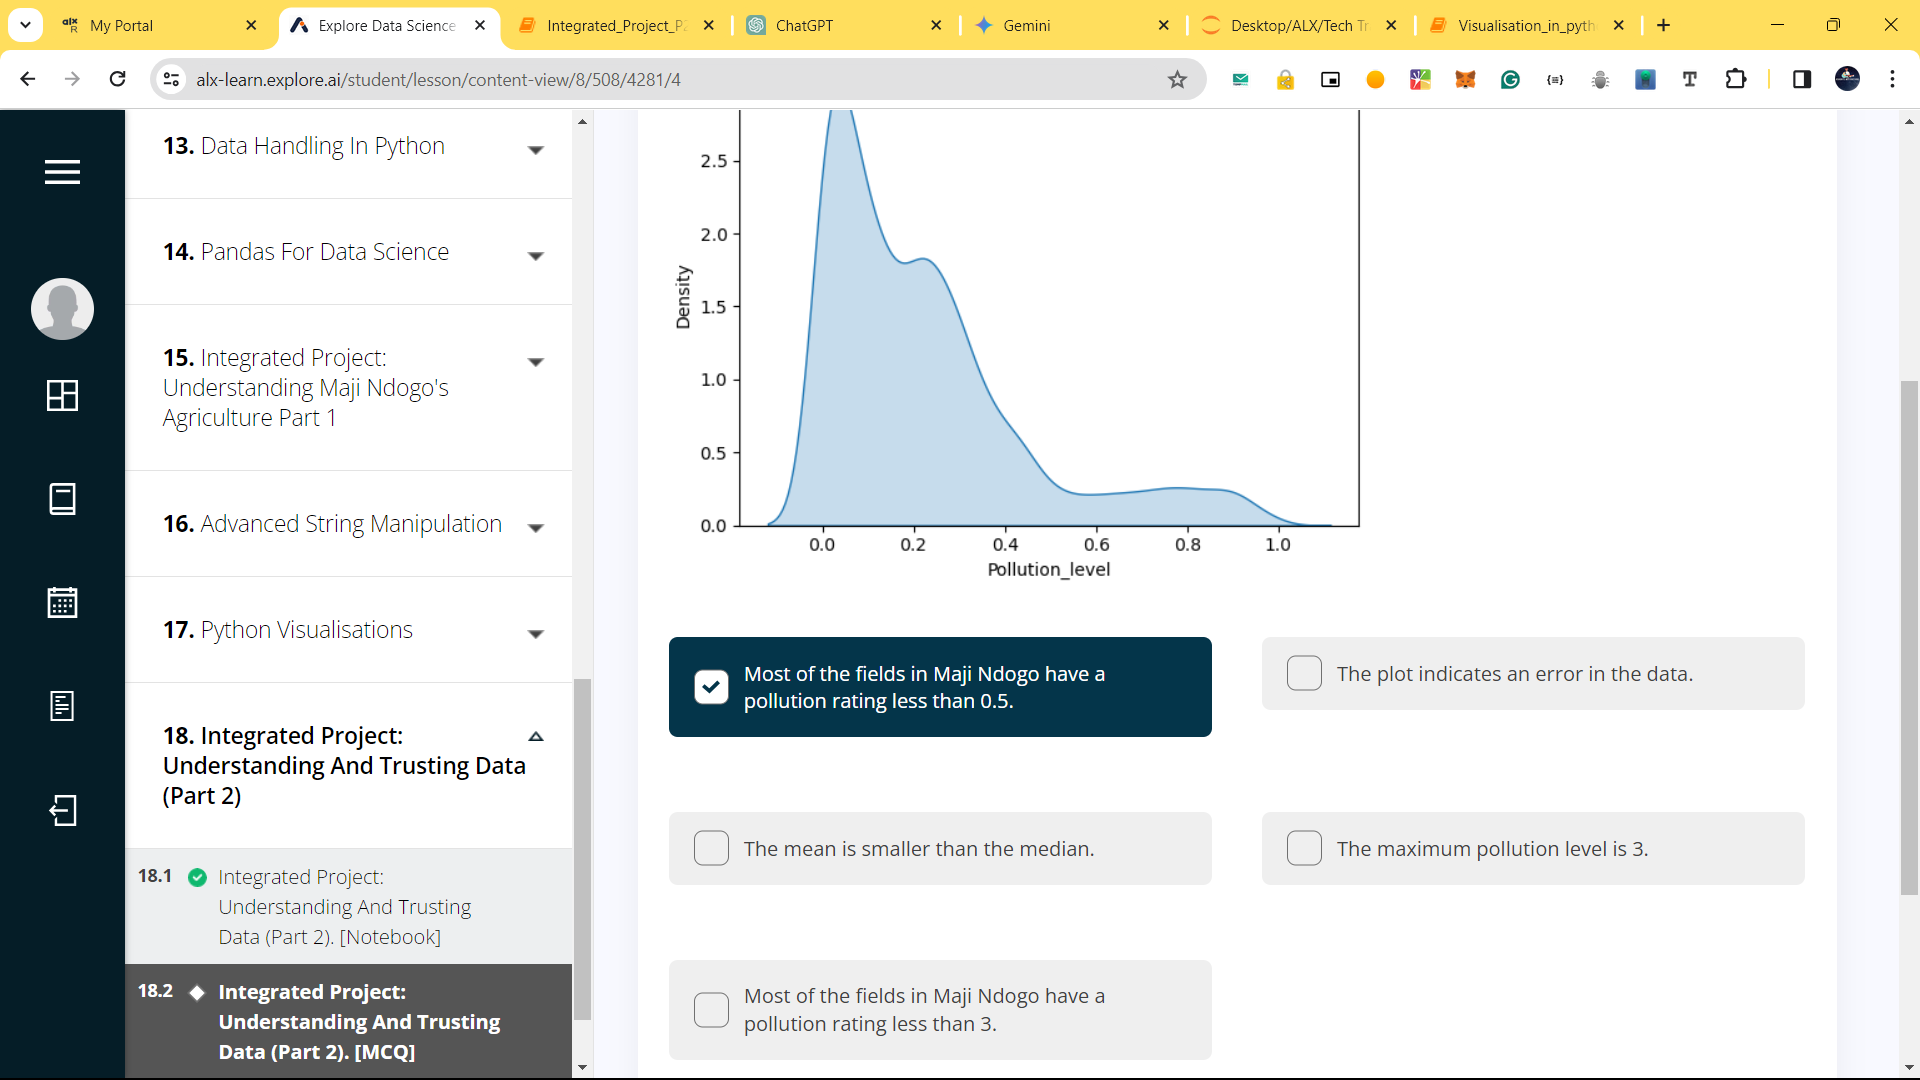 My Portal
Explore Data Science
Integrated_Project_P2
ChatGPT
Gemini
Desktop/ALX/Tech Tr
Visualisation_in_pyth
alx-learn.explore.ai/student/lesson/content-view/8/508/4281/4
13. Data Handling In Python
14. Pandas For Data Science
15. Integrated Project:
Understanding Maji Ndogo's
Agriculture Part 1
16. Advanced String Manipulation
17. Python Visualisations
18. Integrated Project:
Understanding And Trusting Data
(Part 2)
18.1 Integrated Project:
Understanding And Trusting
Data (Part 2). [Notebook]
18.2 Integrated Project:
Understanding And Trusting
Data (Part 2). [MCQ]
2.5
2.0
1.5
1.0
0.5
0.0
Density
0.0 0.2 0.4 0.6 0.8 1.0
Pollution_level
Most of the fields in Maji Ndogo have a
pollution rating less than 0.5.
The plot indicates an error in the data.
The mean is smaller than the median.
The maximum pollution level is 3.
Most of the fields in Maji Ndogo have a
pollution rating less than 3.